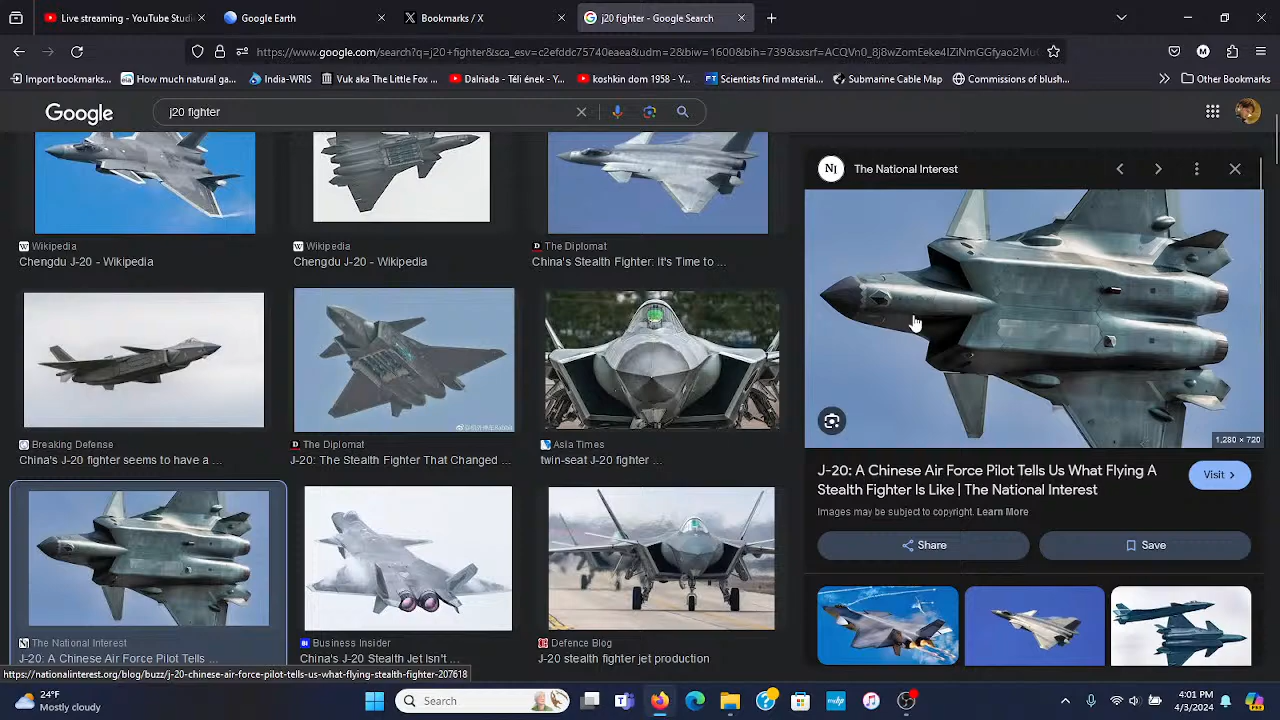 Live streaming - YouTube Studi
Google Earth
Bookmarks / X
j20 fighter - Google Search
https://www.google.com/search?q=j20+fighter&sca_esv=c2efddc75740eaea&udm=2&biw=1600&bih=739&sxsrf=ACQVn0_8j8wZomEeke4IZiNmGGfyao2MuC
M
Import bookmarks...
eia
How much natural ga...
India-WRIS
Vuk aka The Little Fox ...
Dalriada - Téli ének - Y...
koshkin dom 1958 - Y...
PT
Scientists find material...
Submarine Cable Map
Commissions of blush...
Other Bookmarks
Google
j20 fighter
Wikipedia
Chengdu J-20 - Wikipedia
Wikipedia
Chengdu J-20 - Wikipedia
The Diplomat
China's Stealth Fighter: It's Time to ...
Breaking Defense
China's J-20 fighter seems to have a ...
The Diplomat
J-20: The Stealth Fighter That Changed ...
Asia Times
twin-seat J-20 fighter ...
The National Interest
J-20: A Chinese Air Force Pilot Tells ...
Business Insider
China's J-20 Stealth Jet Isn't ...
Defence Blog
J-20 stealth fighter jet production
NI
The National Interest
1,280 × 720
J-20: A Chinese Air Force Pilot Tells Us What Flying A
Stealth Fighter Is Like | The National Interest
Visit
Images may be subject to copyright. Learn More
Share
Save
https://nationalinterest.org/blog/buzz/j-20-chinese-air-force-pilot-tells-us-what-flying-stealth-fighter-207618
24°F
Mostly cloudy
Search
4:01 PM
4/3/2024